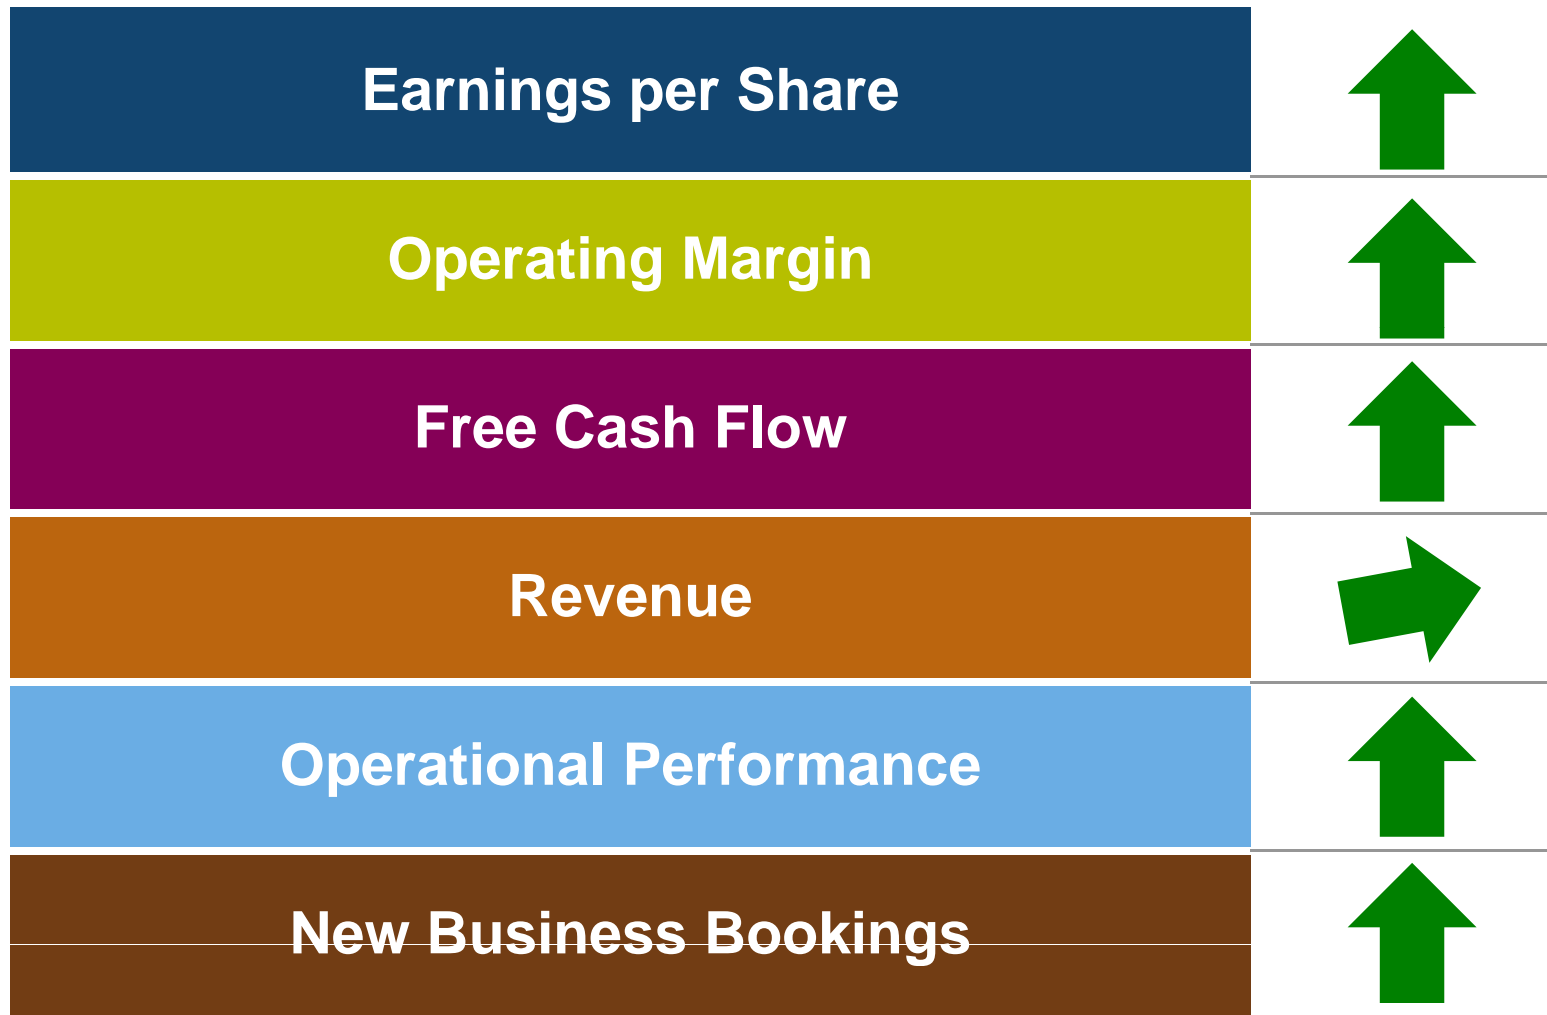 Earnings per Share
Operating Margin
Free Cash Flow
Revenue
Operational Performance
New Business Bookings